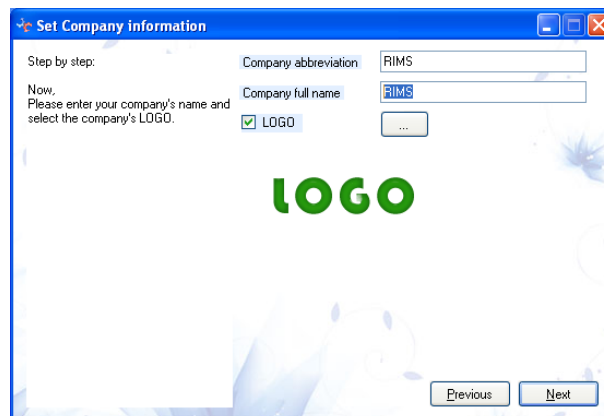 Set Company information
Step by step:
Now,
Please enter your company's name and
select the company's LOGO.
Company abbreviation RIMS
Company full name RIMS
LOGO ...
LOGO
Previous Next